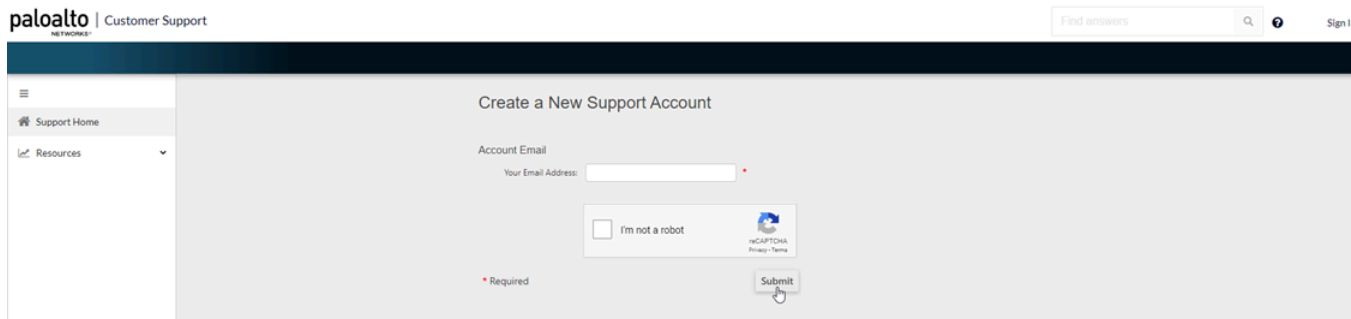 paloalto | Customer Support
NETWORKS®
Find answers
Sign I
Support Home
Resources
Create a New Support Account
Account Email
Your Email Address: *
I'm not a robot
reCAPTCHA
Privacy - Terms
* Required
Submit